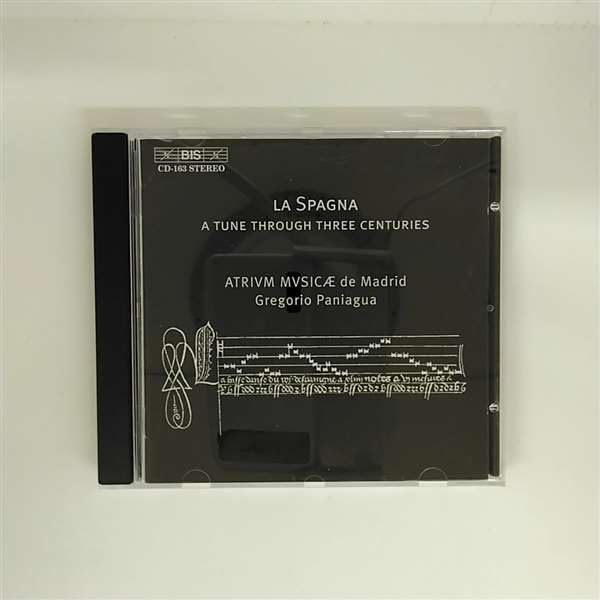 BIS
CD-163 STEREO
LA SPAGNA
A TUNE THROUGH THREE CENTURIES
ATRIVM MVSICÆ de Madrid
Gregorio Paniagua